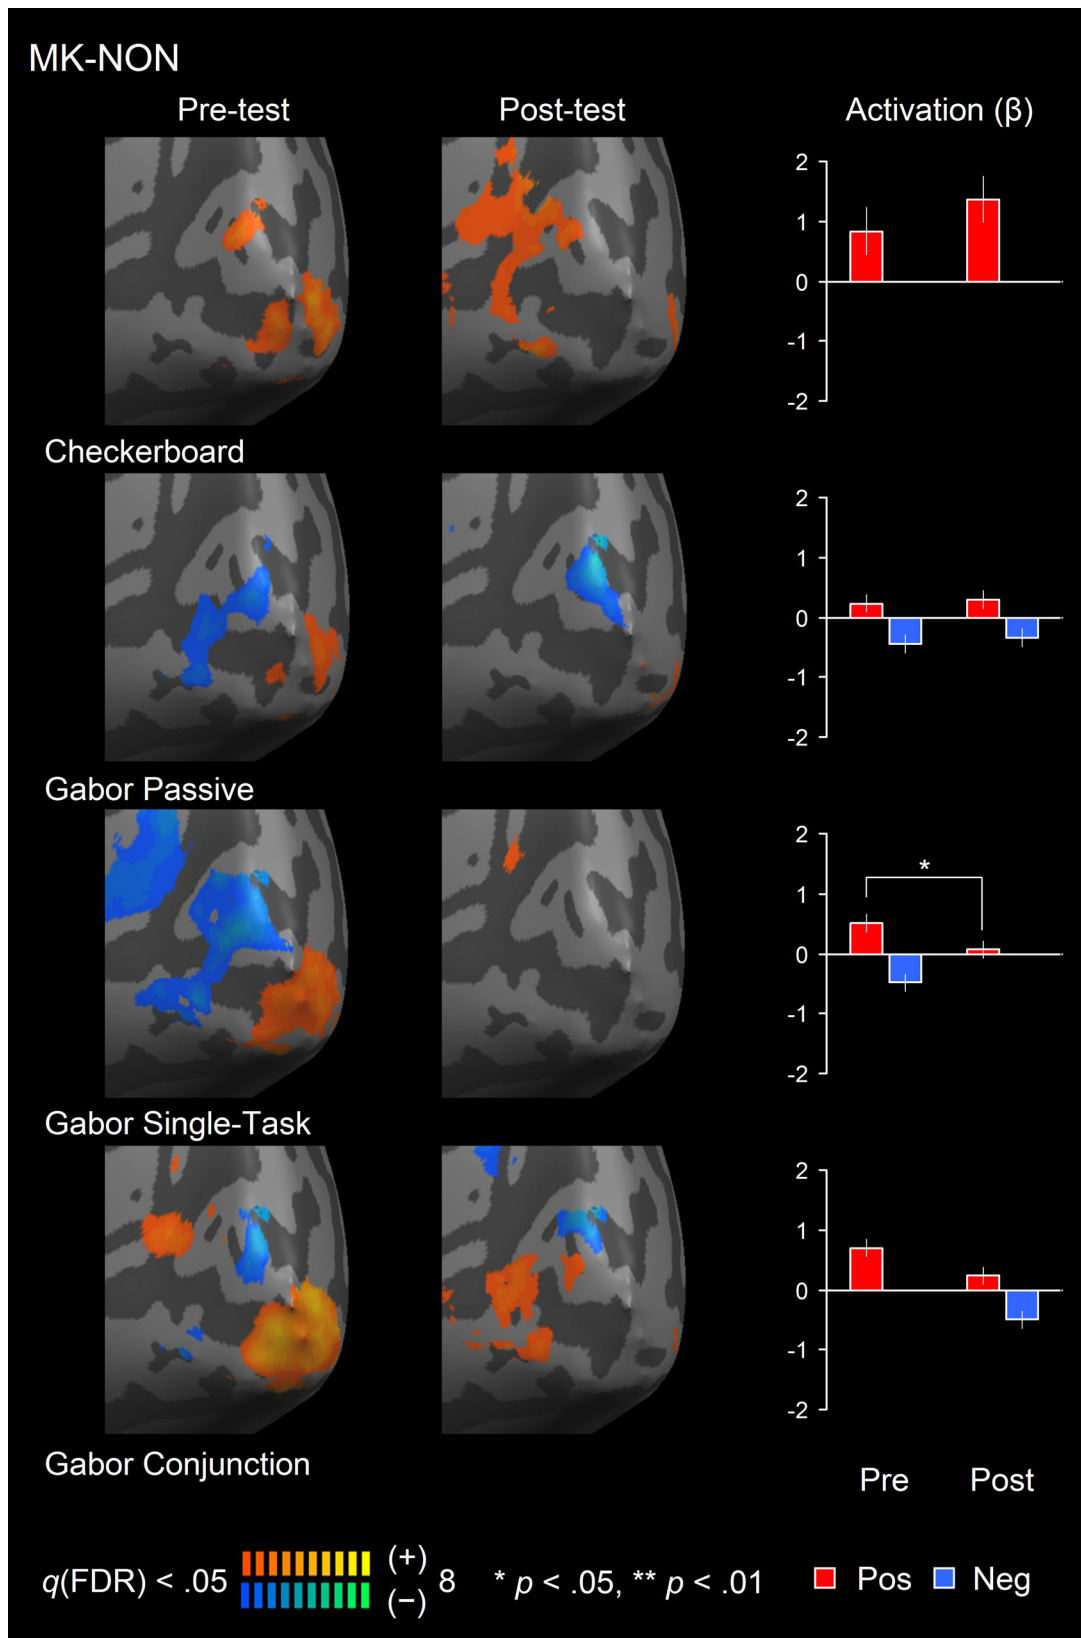 MK-NON
Pre-test Post-test Activation (β)
2
1
0
-1
-2
Checkerboard
2
1
0
-1
-2
Gabor Passive
2
*
1
0
-1
-2
Gabor Single-Task
2
1
0
-1
-2
Gabor Conjunction
Pre Post
q(FDR) < .05 (+) (−) 8 * p < .05, ** p < .01 Pos Neg